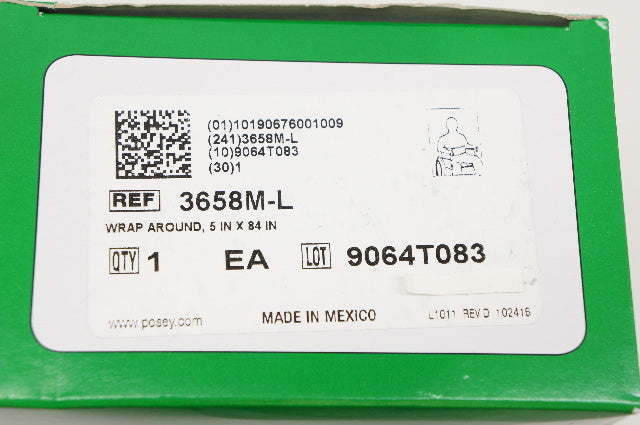 (01)10190676001009
(241)3658M-L
(10)9064T083
(30)1
REF 3658M-L
WRAP AROUND, 5 IN X 84 IN
QTY 1 EA LOT 9064T083
www.posey.com MADE IN MEXICO L1011 REV D 102416